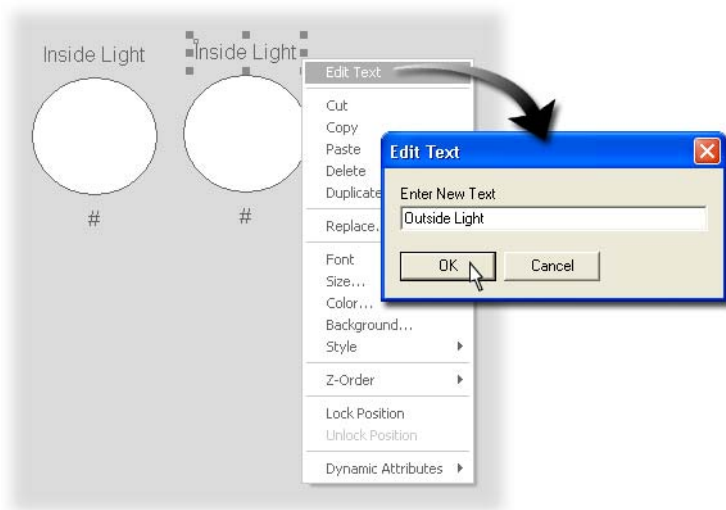 Inside Light
Inside Light
#
#
Edit Text
Cut
Copy
Paste
Delete
Duplicate
Replace.
Font
Size...
Color...
Background...
Style
Z-Order
Lock Position
Unlock Position
Dynamic Attributes
Edit Text
Enter New Text
Outside Light
OK
Cancel